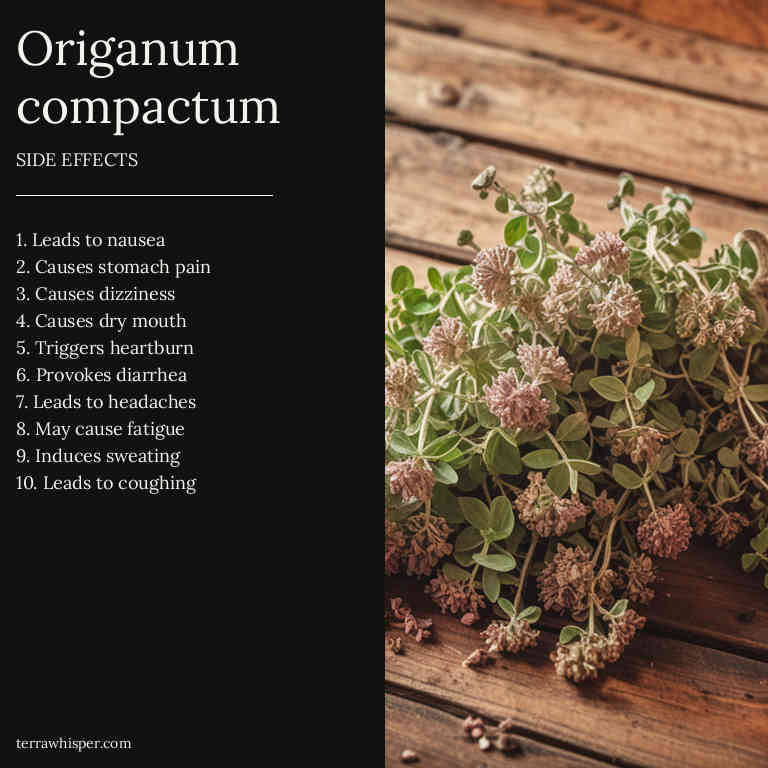 Origanum
compactum
SIDE EFFECTS
1. Leads to nausea
2. Causes stomach pain
3. Causes dizziness
4. Causes dry mouth
5. Triggers heartburn
6. Provokes diarrhea
7. Leads to headaches
8. May cause fatigue
9. Induces sweating
10. Leads to coughing
terrawhisper.com